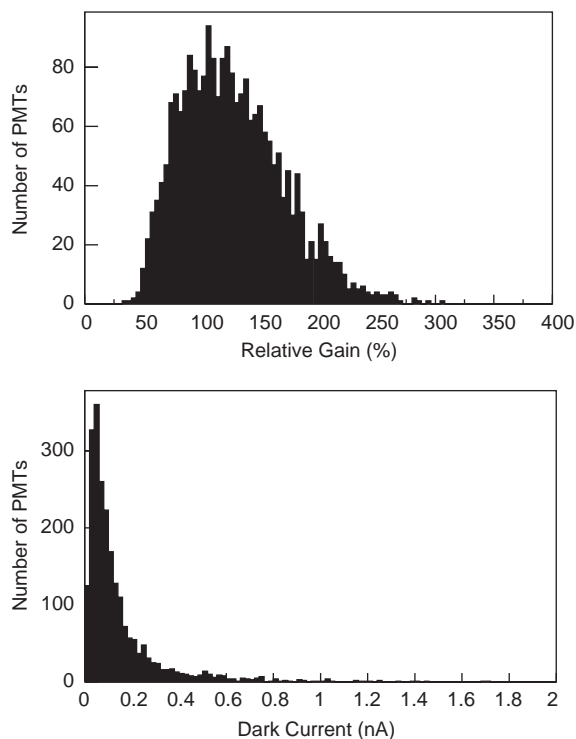 Number of PMTs
80
60
40
20
0
0 50 100 150 200 250 300 350 400
Relative Gain (%)
Number of PMTs
300
200
100
0
0 0.2 0.4 0.6 0.8 1 1.2 1.4 1.6 1.8 2
Dark Current (nA)